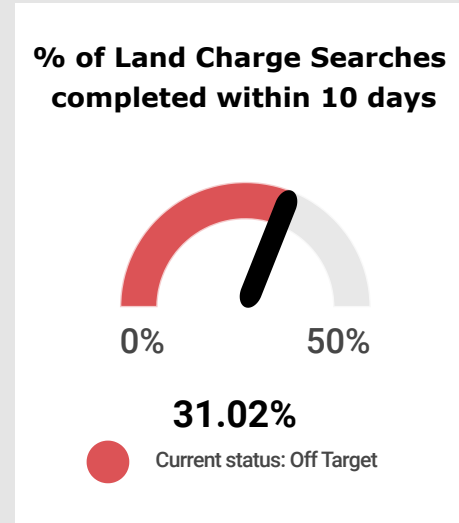 % of Land Charge Searches
completed within 10 days
0%
50%
31.02%
Current status: Off Target